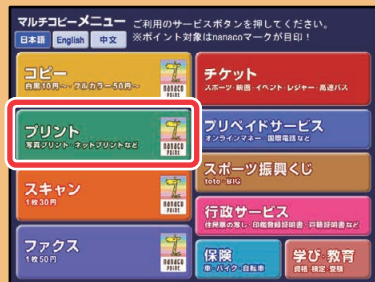 マルチコピーメニュー ご利用のサービスボタンを押してください。
※ポイント対象はnanacoマークが目印！
日本語 English 中文
コピー
白黒10円～・フルカラー50円～
nanaco
POINT
プリント
写真プリント・ネットプリントなど
nanaco
POINT
スキャン
1枚30円
nanaco
POINT
ファクス
1枚50円
nanaco
POINT
チケット
スポーツ・映画・イベント・レジャー・高速バス
プリペイドサービス
オンラインマネー・国際電話など
スポーツ振興くじ
toto・BIG
行政サービス
住民票の写し・印鑑登録証明書・戸籍証明書など
保険
車・バイク・自転車
学び・教育
資格・検定・受験